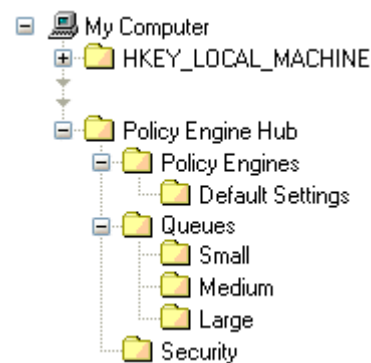 My Computer
HKEY_LOCAL_MACHINE
Policy Engine Hub
Policy Engines
Default Settings
Queues
Small
Medium
Large
Security